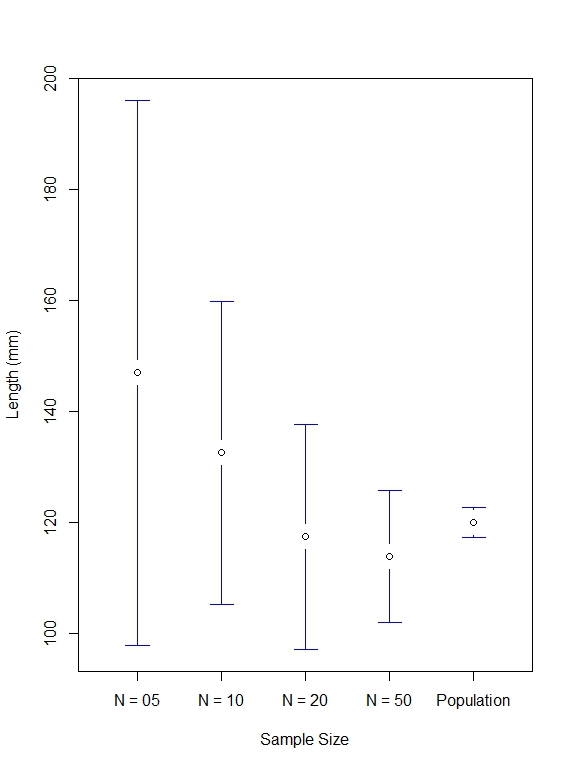 200
180
160
140
120
100
Length (mm)
N = 05 N = 10 N = 20 N = 50 Population
Sample Size